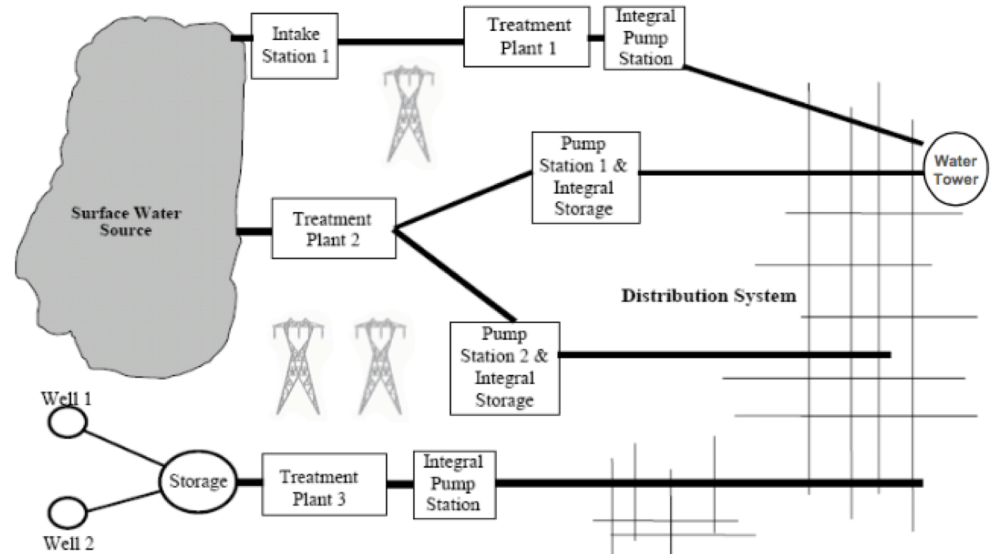 Intake
Station 1
Treatment
Plant 1
Integral
Pump
Station
Pump
Station 1 &
Integral
Storage
Water
Tower
Surface Water
Source
Treatment
Plant 2
Distribution System
Pump
Station 2 &
Integral
Storage
Well 1
Storage
Treatment
Plant 3
Integral
Pump
Station
Well 2